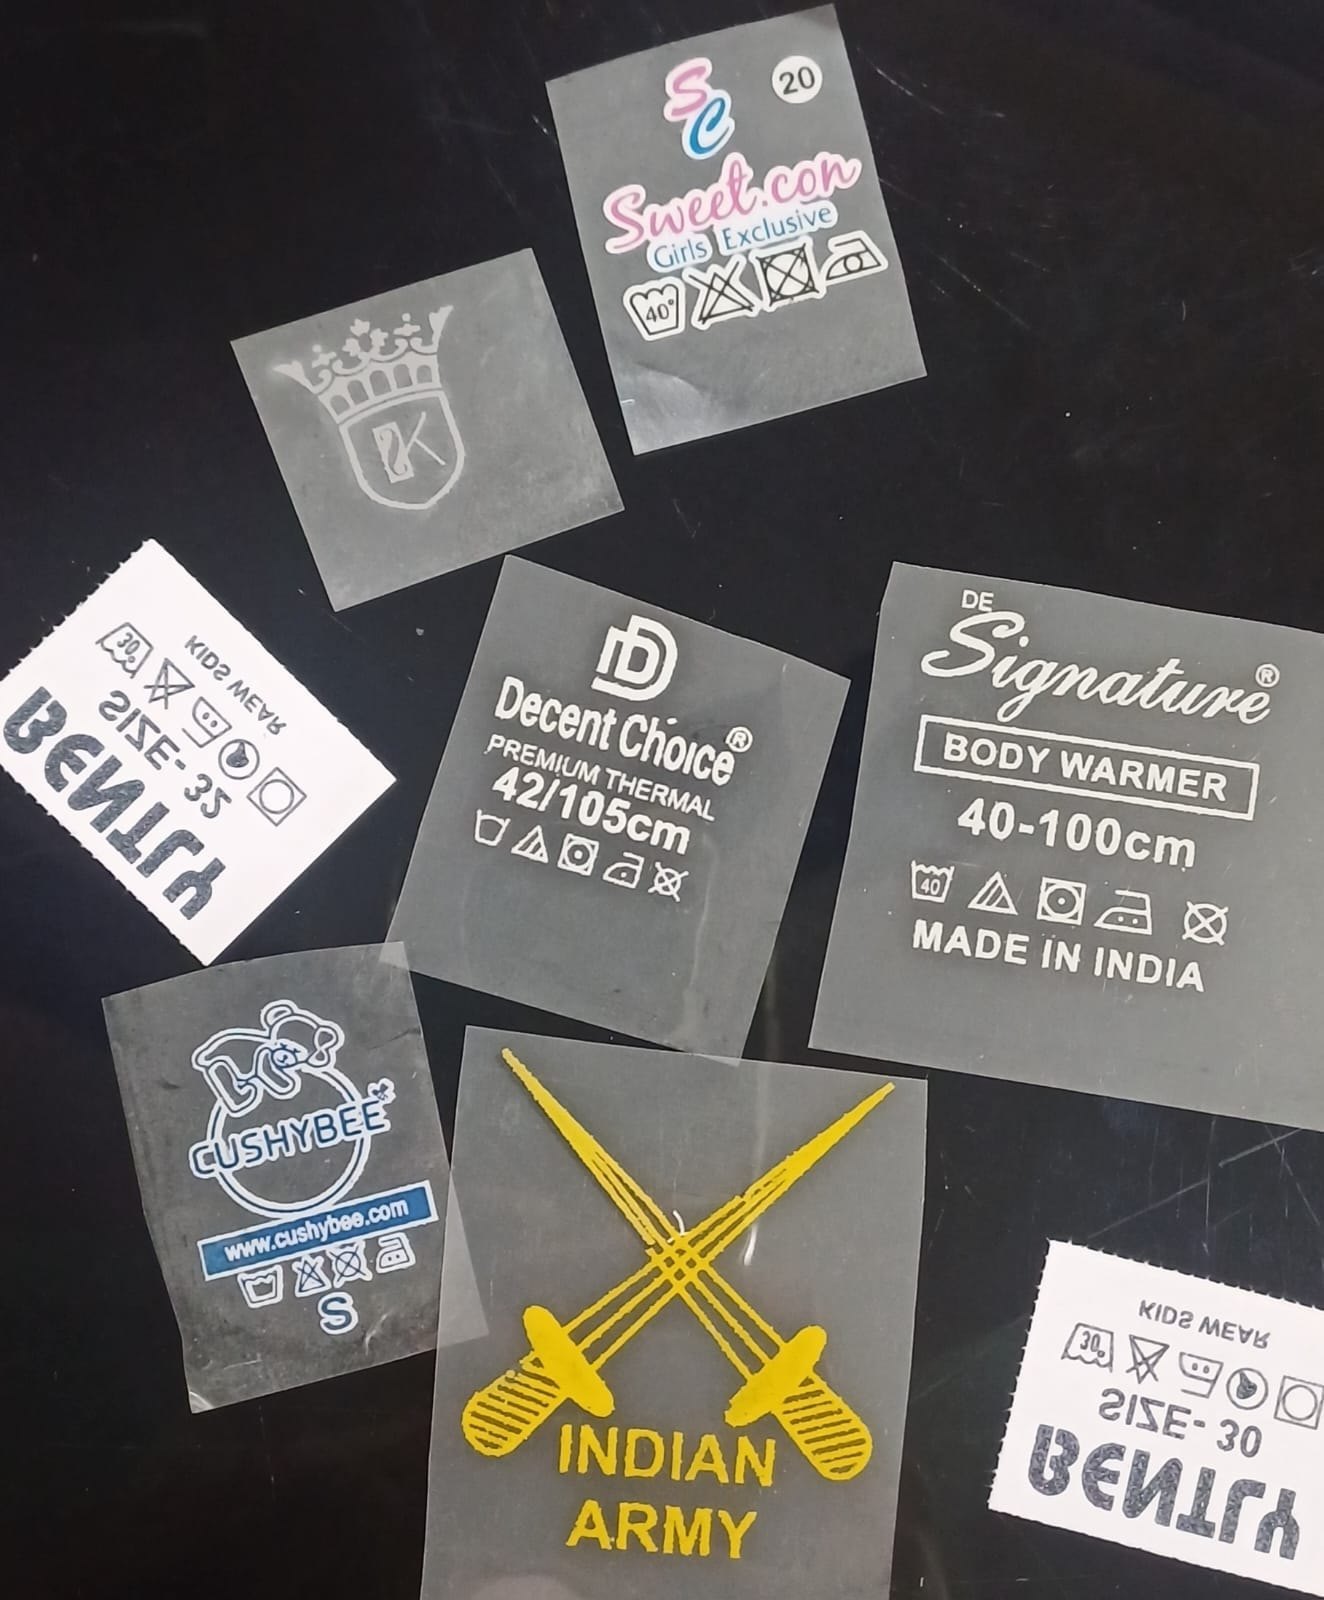 SC
20
Sweet.con
Girls Exclusive
40°
K
KIDS WEAR
30°
SIZE- 32
BENTLY
D
Decent Choice®
PREMIUM THERMAL
42/105cm
DE
Signature®
BODY WARMER
40-100cm
40
MADE IN INDIA
CUSHYBEE
www.cushybee.com
S
INDIAN
ARMY
KIDS WEAR
30°
SIZE- 30
BENTLY